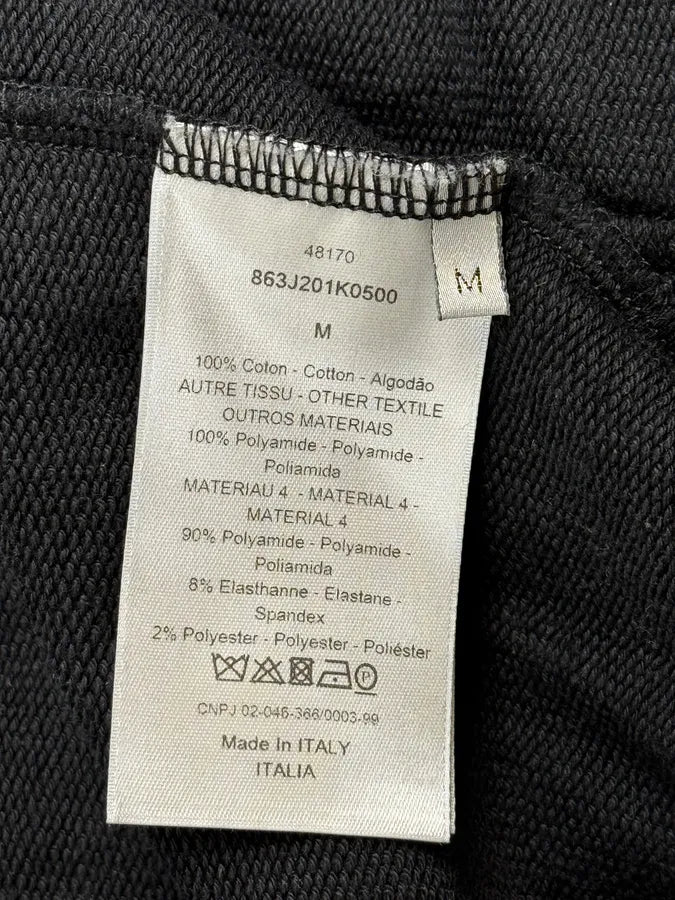 48170
863J201K0500
M
M
100% Coton - Cotton - Algodão
AUTRE TISSU - OTHER TEXTILE
OUTROS MATERIAIS
100% Polyamide - Polyamide -
Poliamida
MATERIAU 4 - MATERIAL 4 -
MATERIAL 4
90% Polyamide - Polyamide -
Poliamida
8% Elasthanne - Elastane -
Spandex
2% Polyester - Polyester - Poliéster
P
CNPJ 02-046-366/0003-99
Made In ITALY
ITALIA